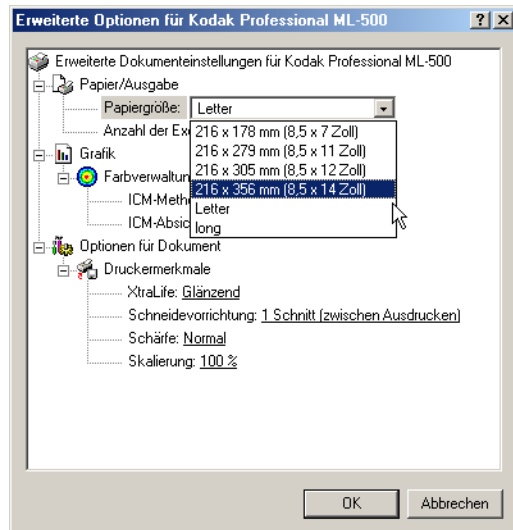 Erweiterte Optionen für Kodak Professional ML-500
Erweiterte Dokumenteinstellungen für Kodak Professional ML-500
Papier/Ausgabe
Papiergröße: Letter
Anzahl der Ex
216 x 178 mm (8,5 x 7 Zoll)
216 x 279 mm (8,5 x 11 Zoll)
216 x 305 mm (8,5 x 12 Zoll)
216 x 356 mm (8,5 x 14 Zoll)
Letter
long
Grafik
Farbverwaltun
ICM-Meth
ICM-Absic
Optionen für Dokument
Druckermerkmale
XtraLife: Glänzend
Schneidevorrichtung: 1 Schnitt (zwischen Ausdrucken)
Schärfe: Normal
Skalierung: 100 %
OK
Abbrechen